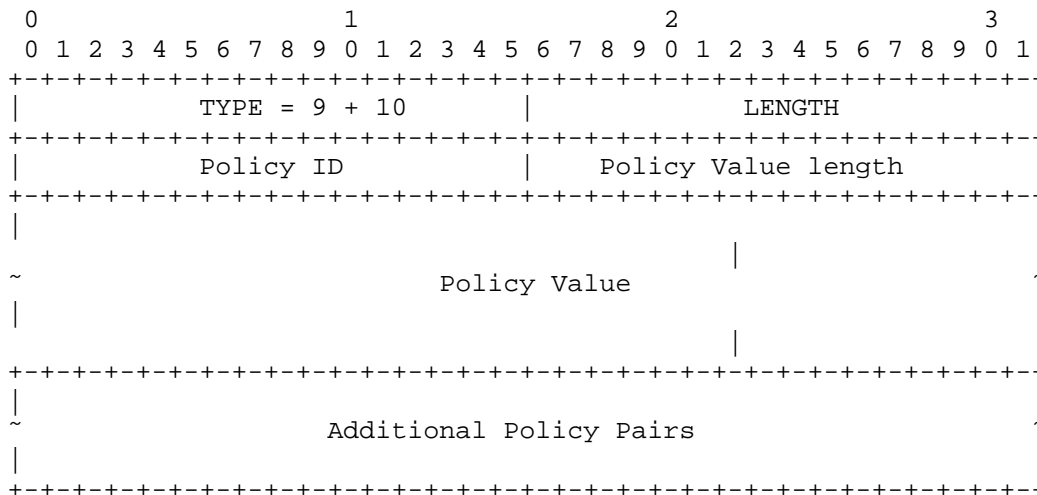 0                   1                   2                   3
0 1 2 3 4 5 6 7 8 9 0 1 2 3 4 5 6 7 8 9 0 1 2 3 4 5 6 7 8 9 0 1
+-+-+-+-+-+-+-+-+-+-+-+-+-+-+-+-+-+-+-+-+-+-+-+-+-+-+-+-+-+-+-+--
|           TYPE = 9 + 10       |             LENGTH
+-+-+-+-+-+-+-+-+-+-+-+-+-+-+-+-+-+-+-+-+-+-+-+-+-+-+-+-+-+-+-+--
|           Policy ID           |    Policy Value length
+-+-+-+-+-+-+-+-+-+-+-+-+-+-+-+-+-+-+-+-+-+-+-+-+-+-+-+-+-+-+-+--
|
                                             |
~                          Policy Value                         ~
|
                                             |
+-+-+-+-+-+-+-+-+-+-+-+-+-+-+-+-+-+-+-+-+-+-+-+-+-+-+-+-+-+-+-+--
|
~                   Additional Policy Pairs                     ~
|
+-+-+-+-+-+-+-+-+-+-+-+-+-+-+-+-+-+-+-+-+-+-+-+-+-+-+-+-+-+-+-+--